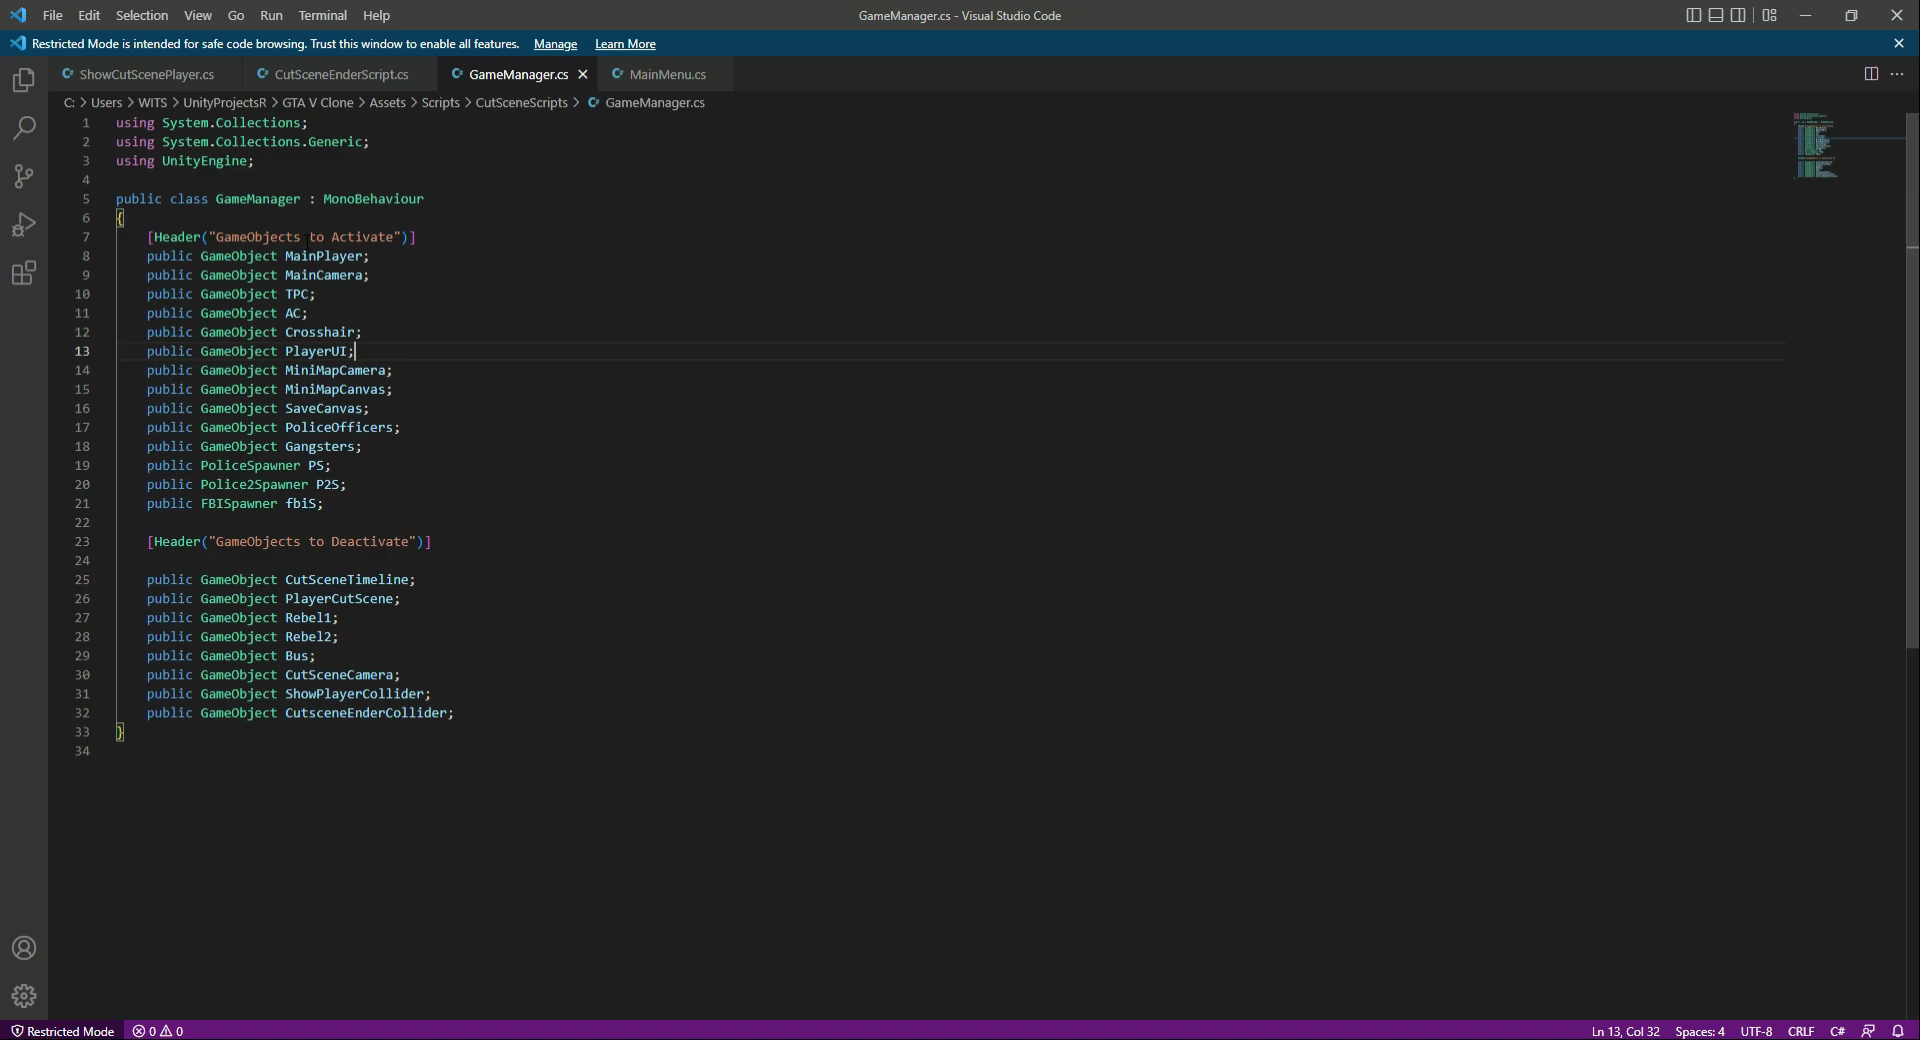 File Edit Selection View Go Run Terminal Help GameManager.cs - Visual Studio Code
Restricted Mode is intended for safe code browsing. Trust this window to enable all features. Manage Learn More
ShowCutScenePlayer.cs CutSceneEnderScript.cs GameManager.cs MainMenu.cs
C: > Users > WITS > UnityProjectsR > GTA V Clone > Assets > Scripts > CutSceneScripts > GameManager.cs
1 using System.Collections;
2 using System.Collections.Generic;
3 using UnityEngine;
4
5 public class GameManager : MonoBehaviour
6 {
7 [Header("GameObjects to Activate")]
8 public GameObject MainPlayer;
9 public GameObject MainCamera;
10 public GameObject TPC;
11 public GameObject AC;
12 public GameObject Crosshair;
13 public GameObject PlayerUI;
14 public GameObject MiniMapCamera;
15 public GameObject MiniMapCanvas;
16 public GameObject SaveCanvas;
17 public GameObject PoliceOfficers;
18 public GameObject Gangsters;
19 public PoliceSpawner PS;
20 public Police2Spawner P2S;
21 public FBISpawner fbiS;
22
23 [Header("GameObjects to Deactivate")]
24
25 public GameObject CutSceneTimeline;
26 public GameObject PlayerCutScene;
27 public GameObject Rebel1;
28 public GameObject Rebel2;
29 public GameObject Bus;
30 public GameObject CutSceneCamera;
31 public GameObject ShowPlayerCollider;
32 public GameObject CutsceneEnderCollider;
33 }
34
Restricted Mode 0 0 Ln 13, Col 32 Spaces: 4 UTF-8 CRLF C#